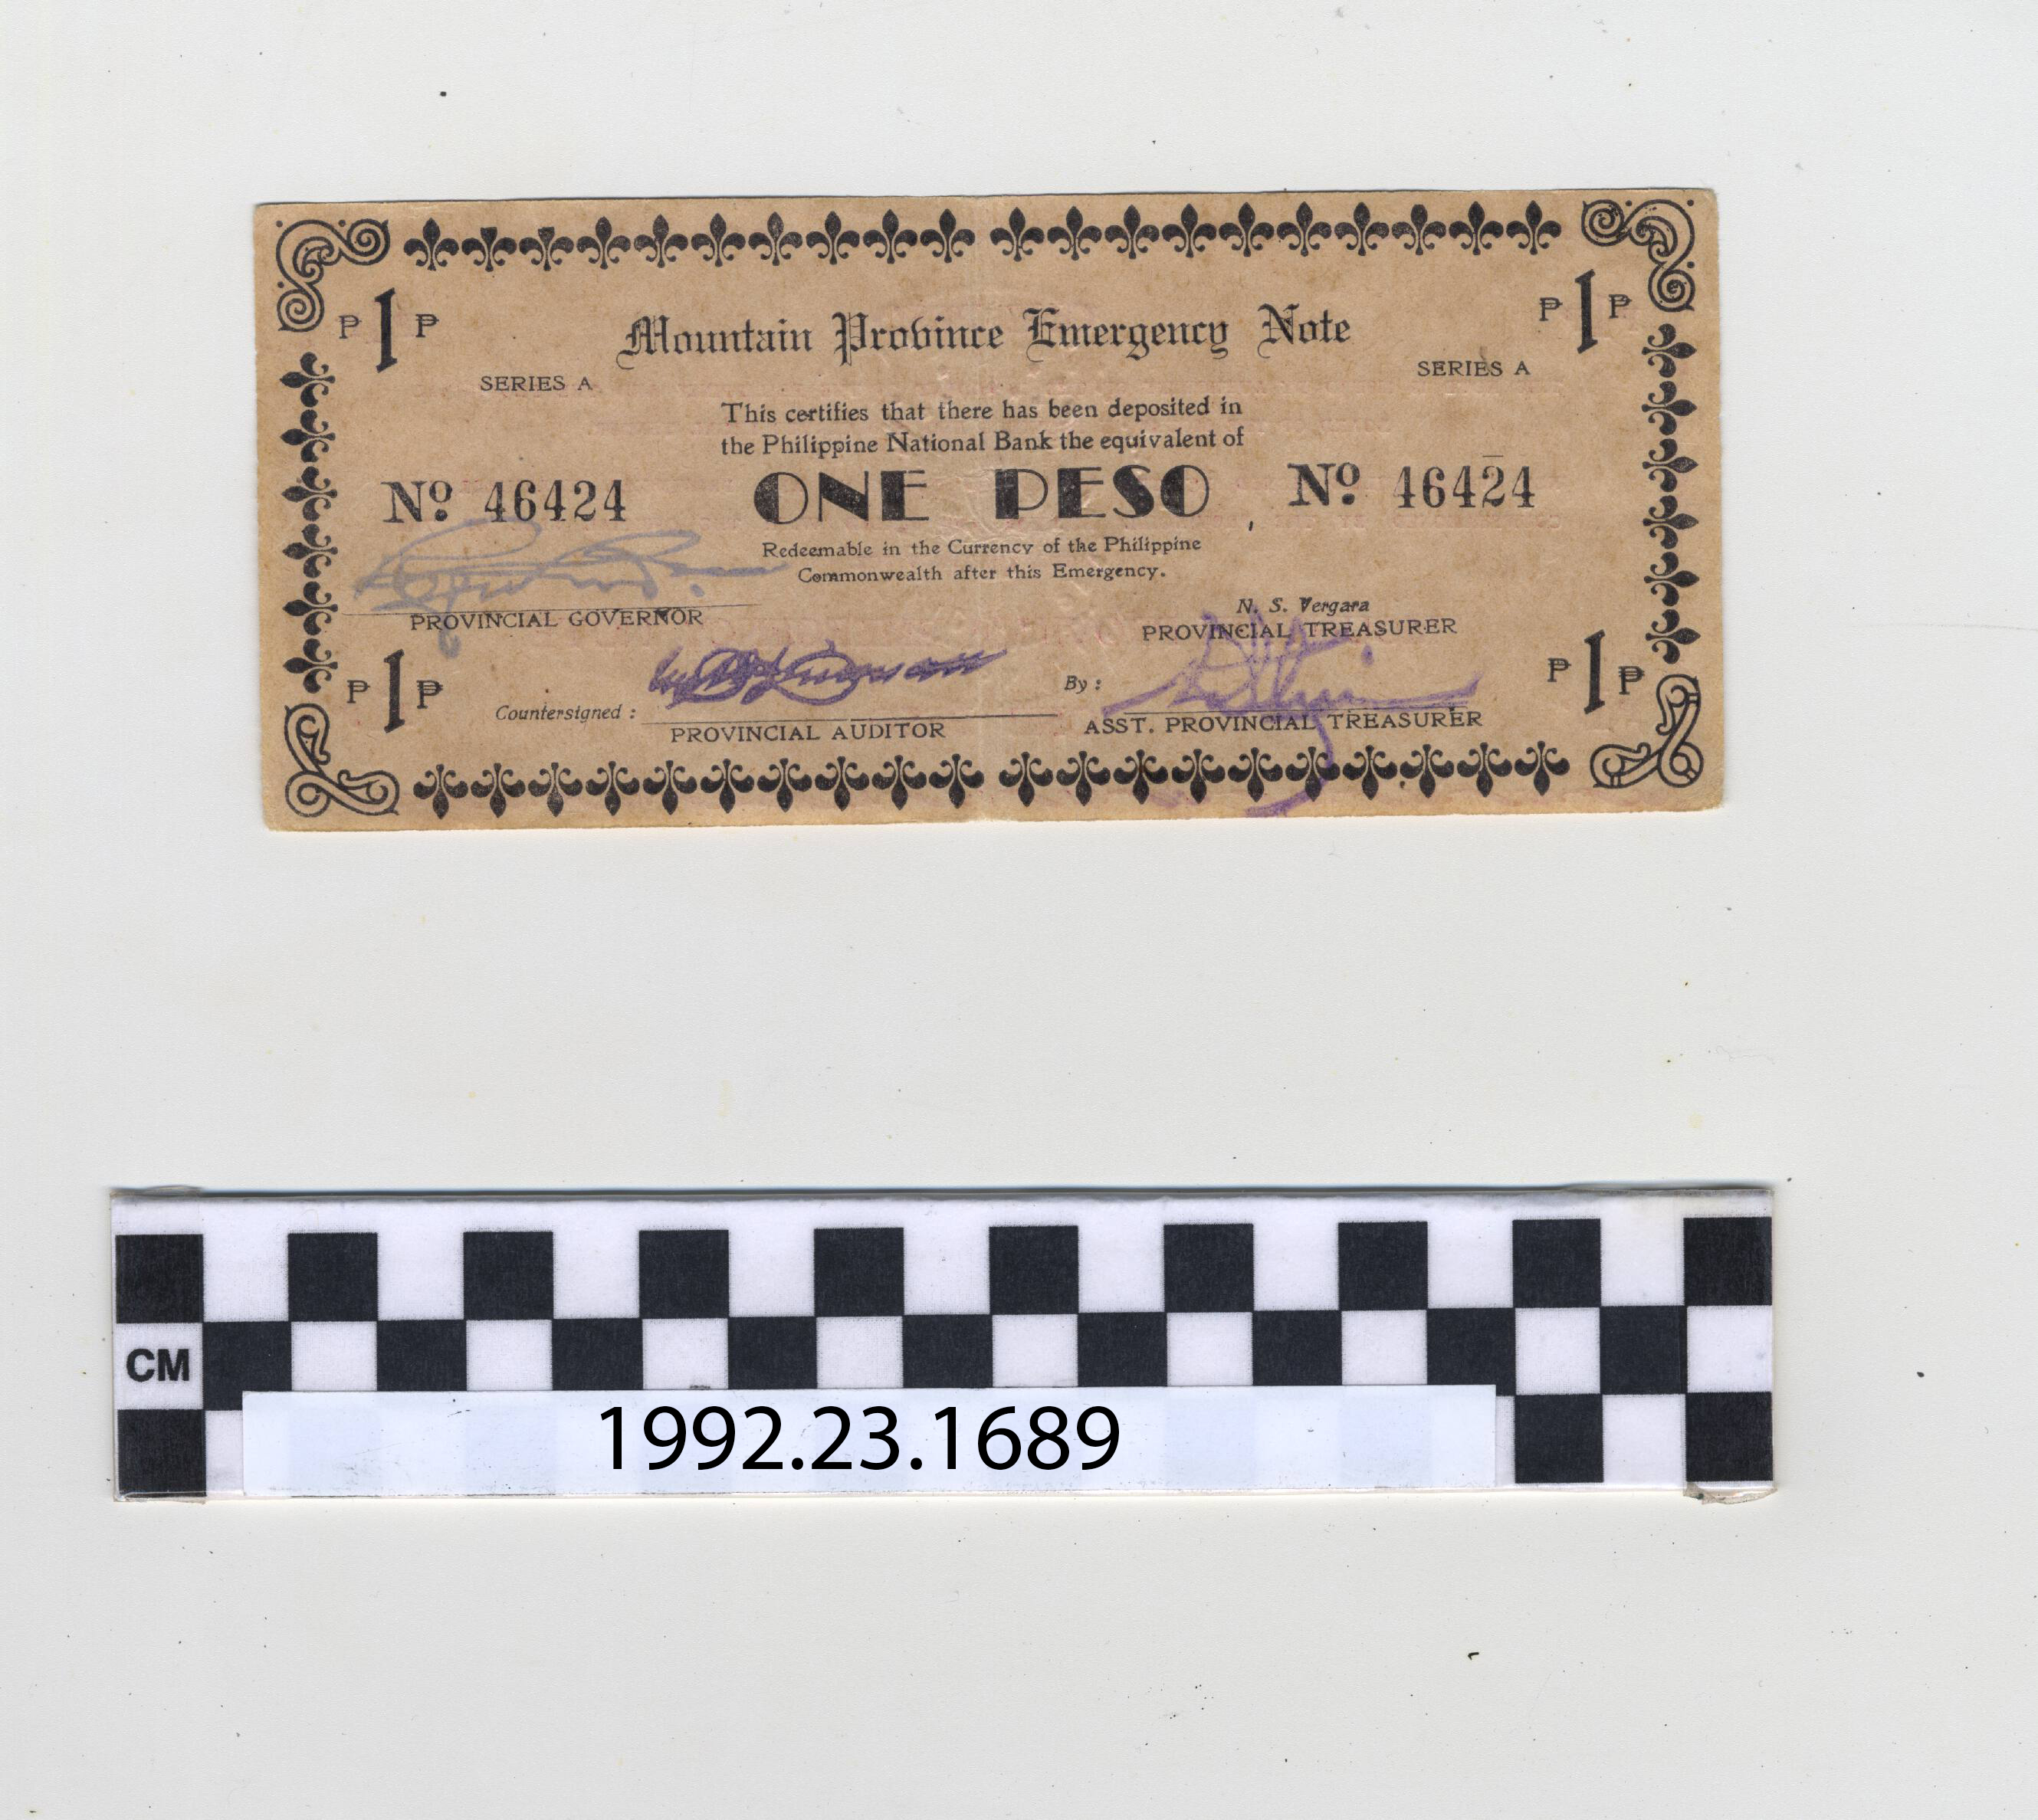 ₱ 1 ₱
₱ 1 ₱
Mountain Province Emergency Note
SERIES A
SERIES A
This certifies that there has been deposited in
the Philippine National Bank the equivalent of
Nº 46424
ONE PESO
Nº 46424
Redeemable in the Currency of the Philippine
Commonwealth after this Emergency.
PROVINCIAL GOVERNOR
N. S. Vergara
PROVINCIAL TREASURER
₱ 1 ₱
Countersigned :
PROVINCIAL AUDITOR
By :
ASST. PROVINCIAL TREASURER
₱ 1 ₱
CM
1992.23.1689